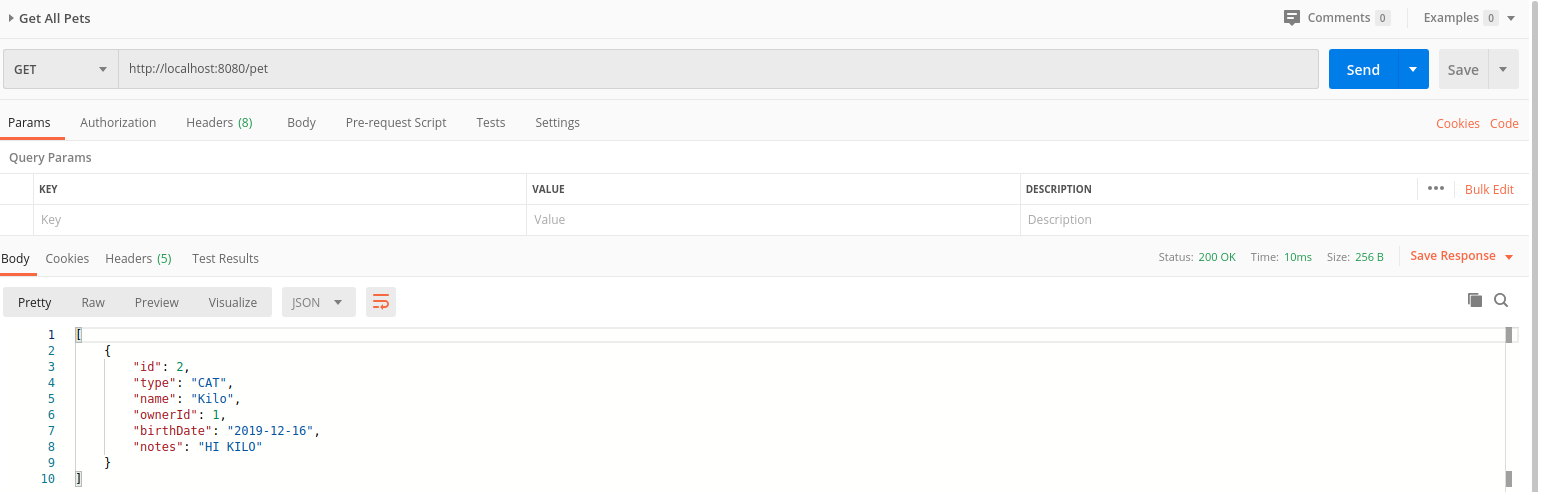 Get All Pets Comments 0 Examples 0
GET http://localhost:8080/pet Send Save
Params Authorization Headers (8) Body Pre-request Script Tests Settings Cookies Code
Query Params
KEY VALUE DESCRIPTION ••• Bulk Edit
Key Value Description
Body Cookies Headers (5) Test Results Status: 200 OK Time: 10ms Size: 256 B Save Response
Pretty Raw Preview Visualize JSON
1 [
2 {
3 "id": 2,
4 "type": "CAT",
5 "name": "Kilo",
6 "ownerId": 1,
7 "birthDate": "2019-12-16",
8 "notes": "HI KILO"
9 }
10 ]